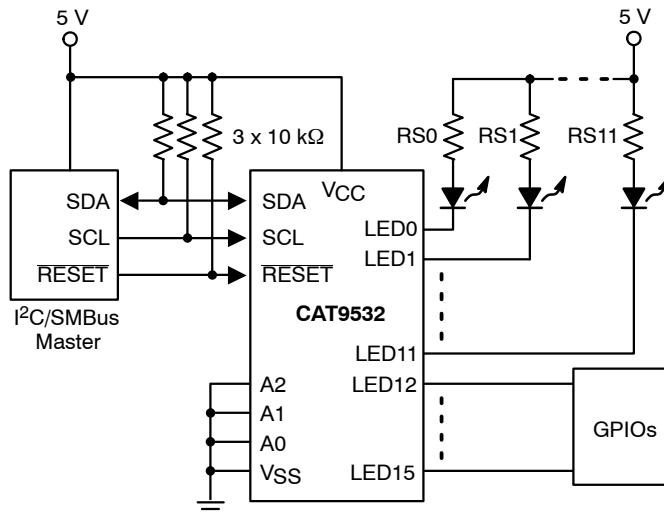 5 V
5 V
3 x 10 kΩ
RS0
RS1
RS11
VCC
SDA
SDA
SCL
SCL
RESET
RESET
LED0
LED1
I²C/SMBus
Master
CAT9532
LED11
A2
LED12
A1
A0
GPIOs
VSS
LED15